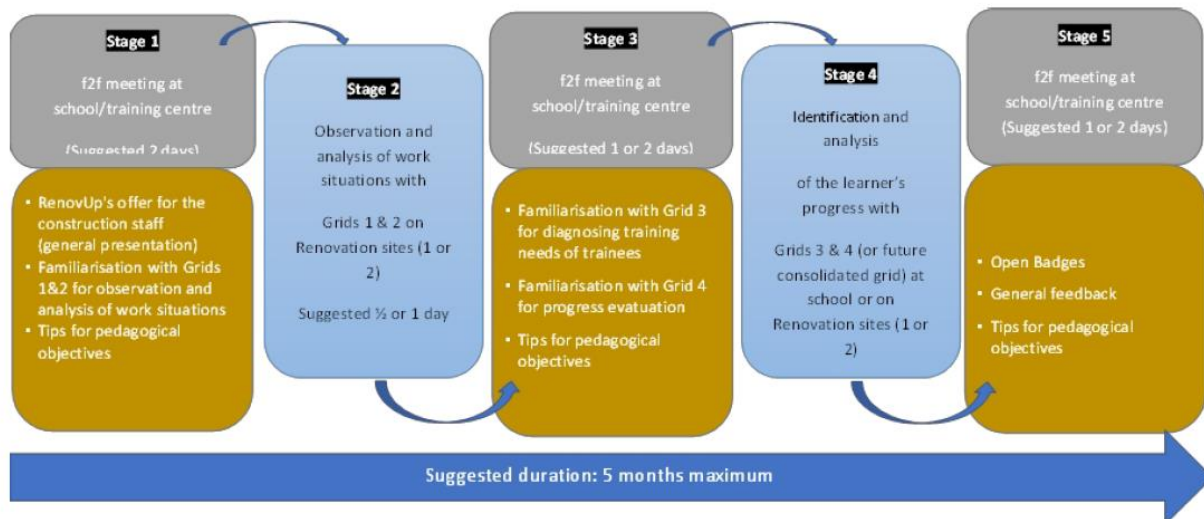 Stage 1
f2f meeting at
school/training centre
(Suggested 2 days)
• RenovUp's offer for the
construction staff
(general presentation)
• Familiarisation with Grids
1&2 for observation and
analysis of work situations
• Tips for pedagogical
objectives
Stage 2
Observation and
analysis of work
situations with
Grids 1 & 2 on
Renovation sites (1 or
2)
Suggested ½ or 1 day
Stage 3
f2f meeting at
school/training centre
(Suggested 1 or 2 days)
• Familiarisation with Grid 3
for diagnosing training
needs of trainees
• Familiarisation with Grid 4
for progress evaluation
• Tips for pedagogical
objectives
Stage 4
Identification and
analysis
of the learner's
progress with
Grids 3 & 4 (or future
consolidated grid) at
school or on
Renovation sites (1 or
2)
Stage 5
f2f meeting at
school/training centre
(Suggested 1 or 2 days)
• Open Badges
• General feedback
• Tips for pedagogical
objectives
Suggested duration: 5 months maximum